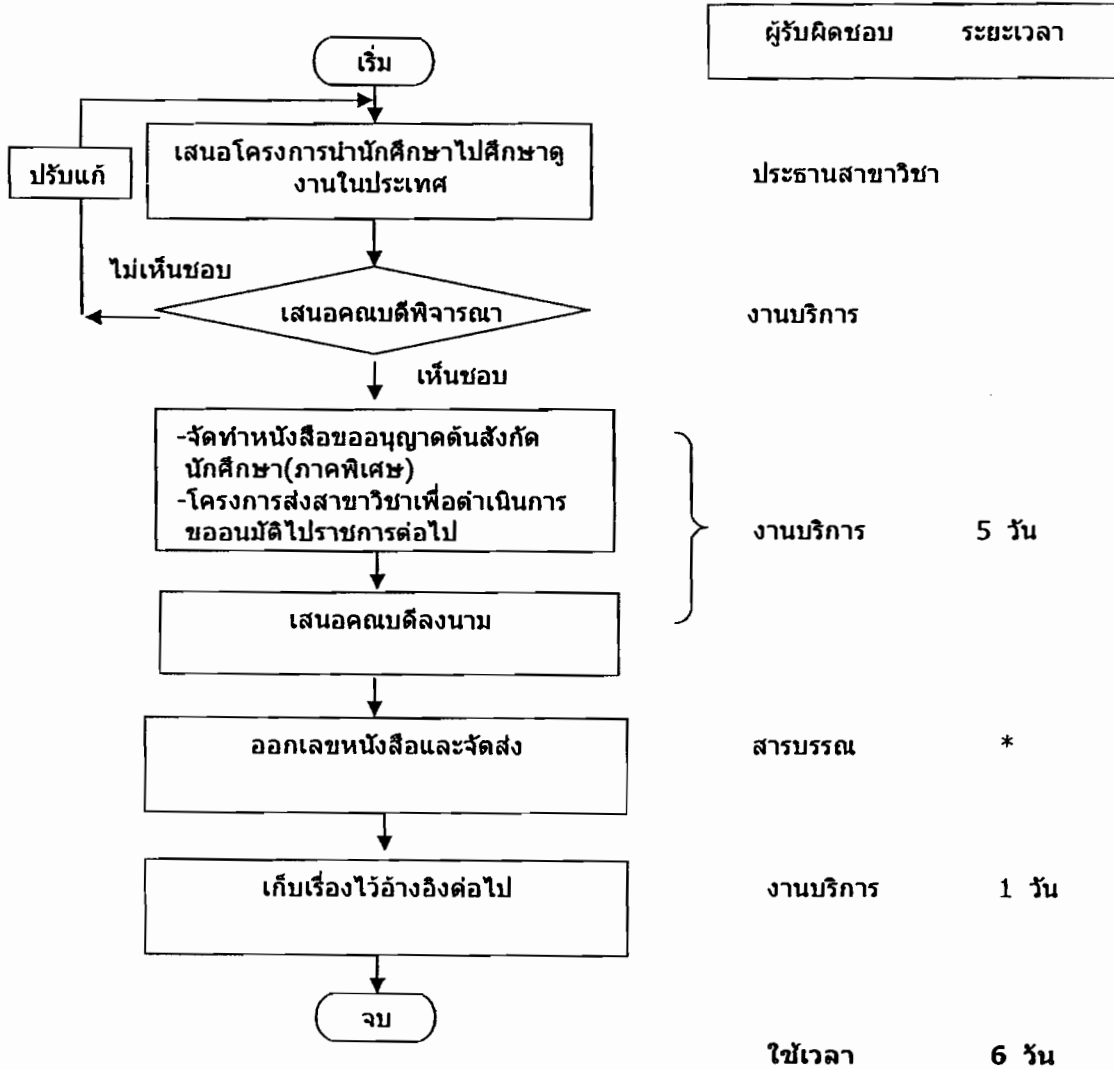 ผู้รับผิดชอบ ระยะเวลา
เริ่ม
เสนอโครงการนำนักศึกษาไปศึกษาดู
งานในประเทศ
ปรับแก้
ประธานสาขาวิชา
ไม่เห็นชอบ
เสนอคณบดีพิจารณา
งานบริการ
เห็นชอบ
-จัดทำหนังสือขออนุญาตต้นสังกัด
นักศึกษา(ภาคพิเศษ)
-โครงการส่งสาขาวิชาเพื่อดำเนินการ
ขออนุมัติไปราชการต่อไป
งานบริการ 5 วัน
เสนอคณบดีลงนาม
ออกเลขหนังสือและจัดส่ง
สารบรรณ *
เก็บเรื่องไว้อ้างอิงต่อไป
งานบริการ 1 วัน
จบ
ใช้เวลา 6 วัน